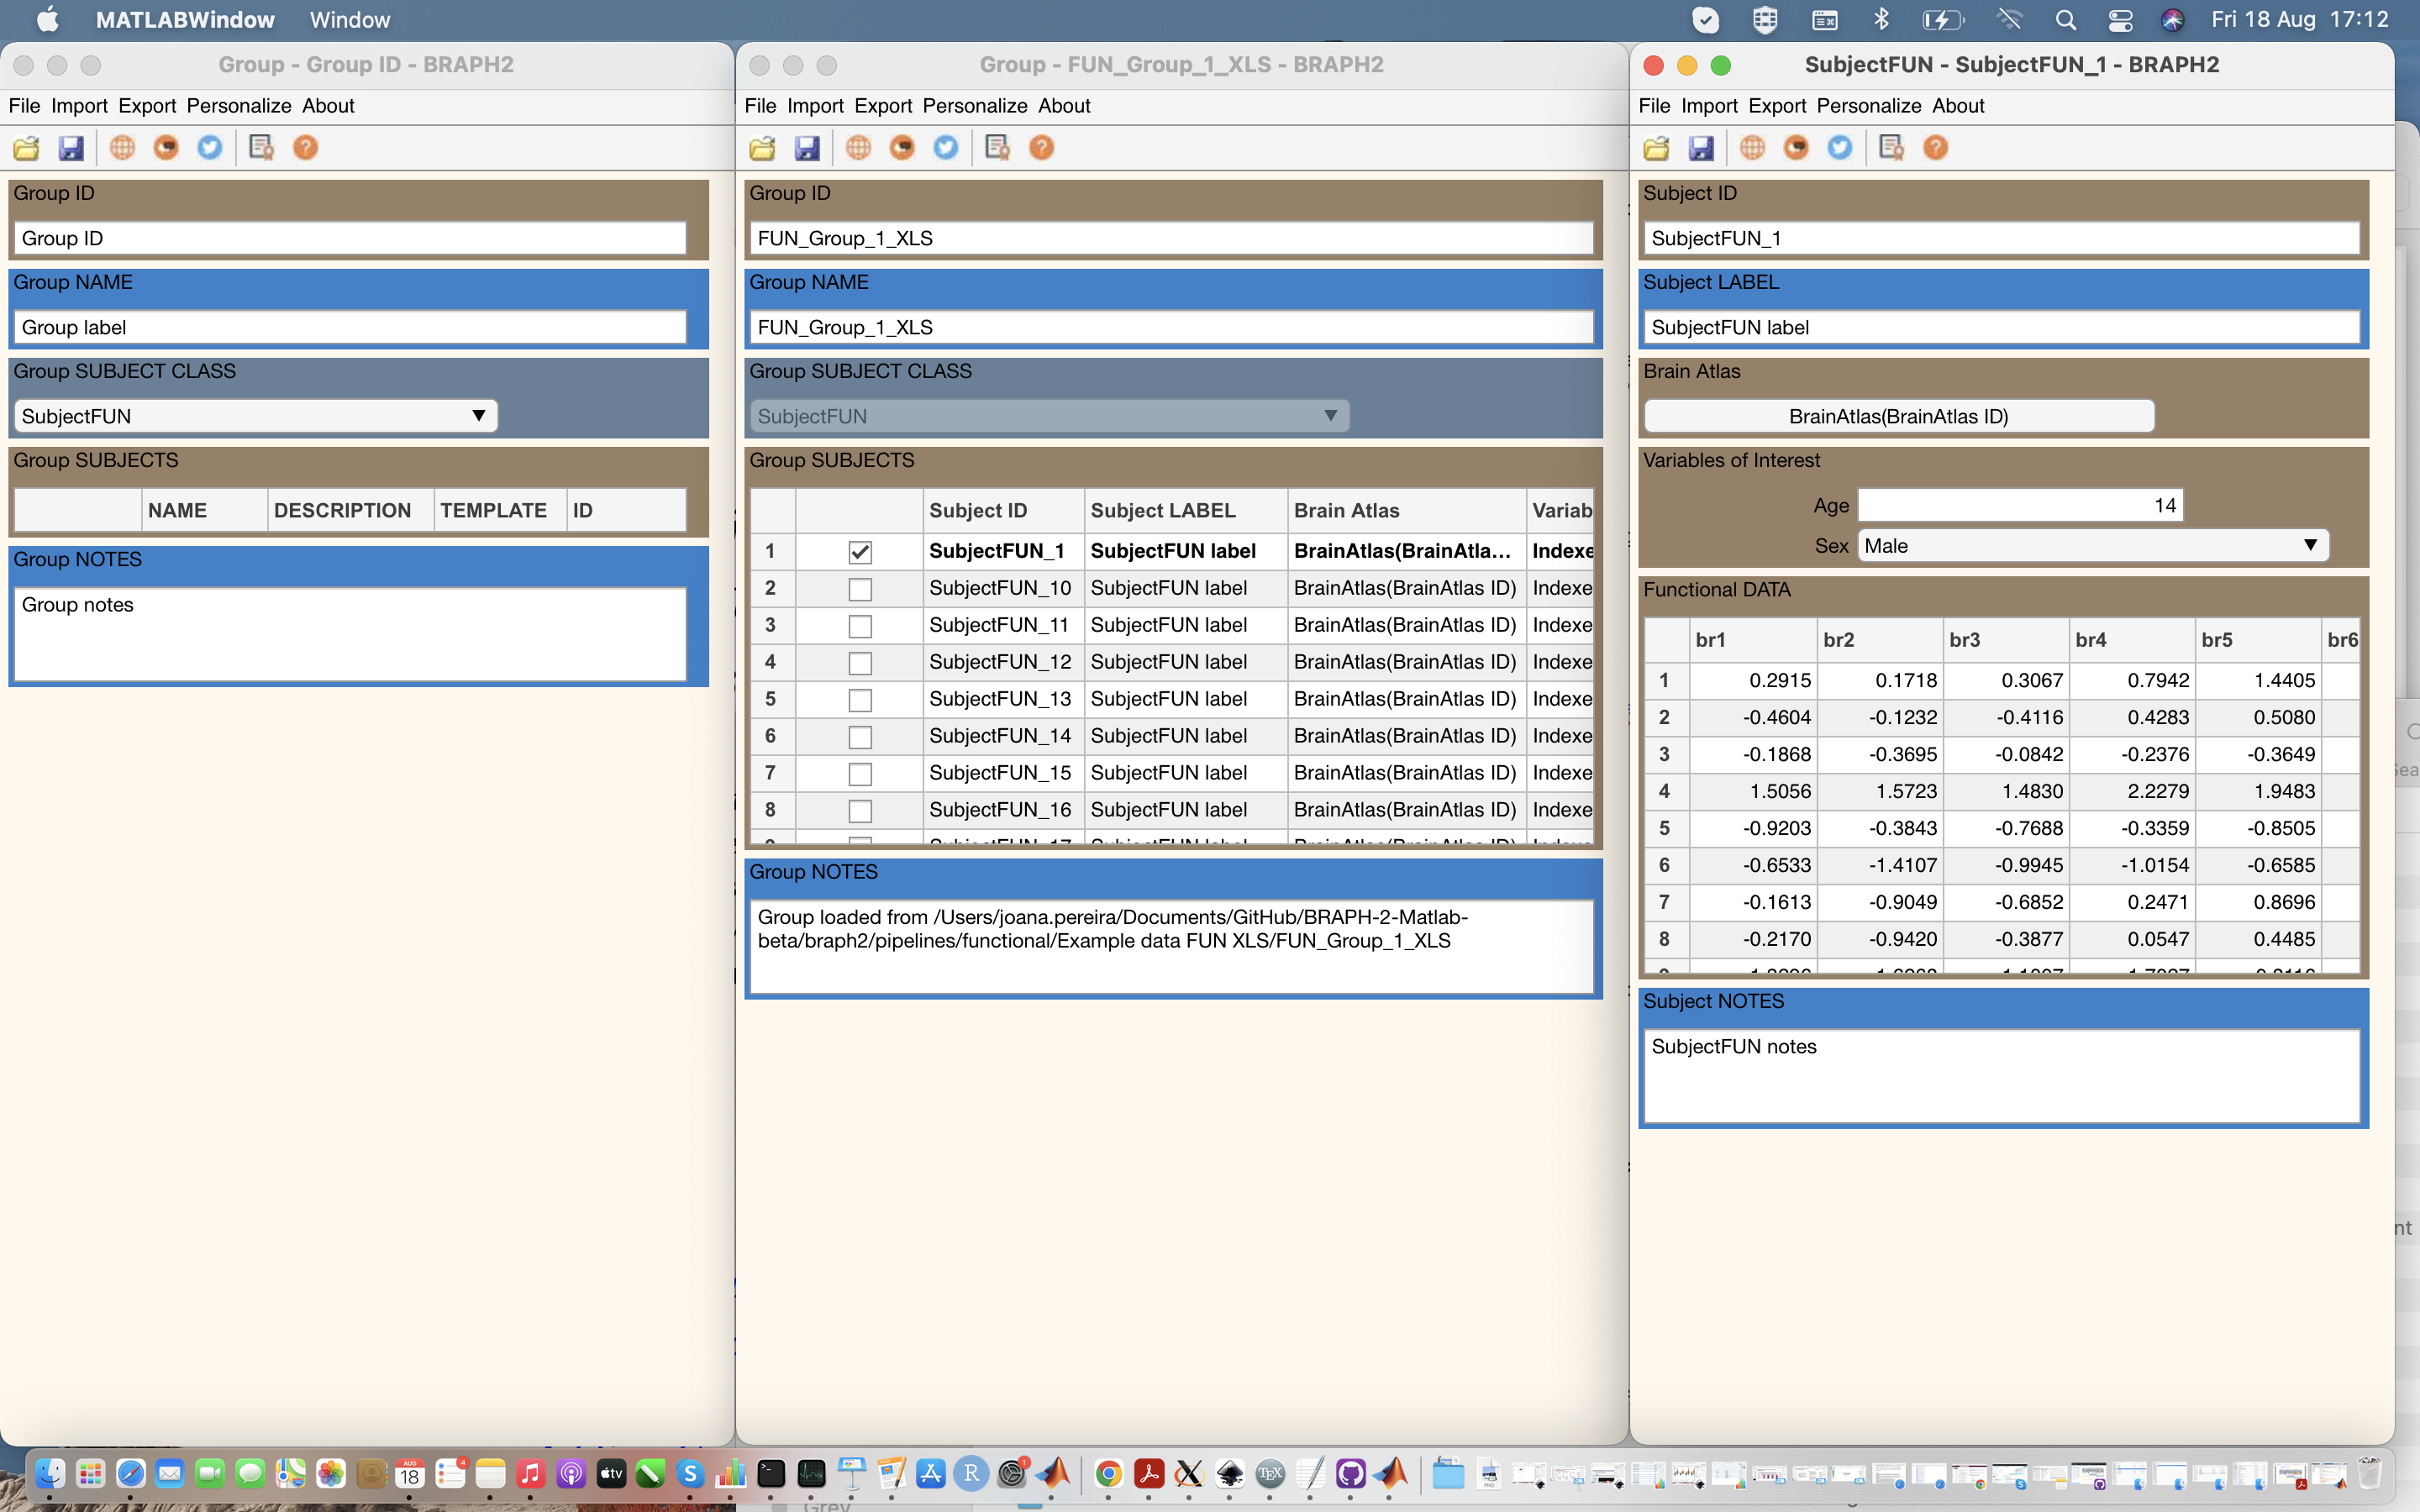 MATLABWindow Window
Fri 18 Aug 17:12
Group - Group ID - BRAPH2
File Import Export Personalize About
Group ID
Group ID
Group NAME
Group label
Group SUBJECT CLASS
SubjectFUN
Group SUBJECTS
NAME DESCRIPTION TEMPLATE ID
Group NOTES
Group notes
Group - FUN_Group_1_XLS - BRAPH2
File Import Export Personalize About
Group ID
FUN_Group_1_XLS
Group NAME
FUN_Group_1_XLS
Group SUBJECT CLASS
SubjectFUN
Group SUBJECTS
Subject ID Subject LABEL Brain Atlas Variab
1 SubjectFUN_1 SubjectFUN label BrainAtlas(BrainAtla... Indexe
2 SubjectFUN_10 SubjectFUN label BrainAtlas(BrainAtlas ID) Indexe
3 SubjectFUN_11 SubjectFUN label BrainAtlas(BrainAtlas ID) Indexe
4 SubjectFUN_12 SubjectFUN label BrainAtlas(BrainAtlas ID) Indexe
5 SubjectFUN_13 SubjectFUN label BrainAtlas(BrainAtlas ID) Indexe
6 SubjectFUN_14 SubjectFUN label BrainAtlas(BrainAtlas ID) Indexe
7 SubjectFUN_15 SubjectFUN label BrainAtlas(BrainAtlas ID) Indexe
8 SubjectFUN_16 SubjectFUN label BrainAtlas(BrainAtlas ID) Indexe
Group NOTES
Group loaded from /Users/joana.pereira/Documents/GitHub/BRAPH-2-Matlab-
beta/braph2/pipelines/functional/Example data FUN XLS/FUN_Group_1_XLS
SubjectFUN - SubjectFUN_1 - BRAPH2
File Import Export Personalize About
Subject ID
SubjectFUN_1
Subject LABEL
SubjectFUN label
Brain Atlas
BrainAtlas(BrainAtlas ID)
Variables of Interest
Age 14
Sex Male
Functional DATA
br1 br2 br3 br4 br5 br6
1 0.2915 0.1718 0.3067 0.7942 1.4405
2 -0.4604 -0.1232 -0.4116 0.4283 0.5080
3 -0.1868 -0.3695 -0.0842 -0.2376 -0.3649
4 1.5056 1.5723 1.4830 2.2279 1.9483
5 -0.9203 -0.3843 -0.7688 -0.3359 -0.8505
6 -0.6533 -1.4107 -0.9945 -1.0154 -0.6585
7 -0.1613 -0.9049 -0.6852 0.2471 0.8696
8 -0.2170 -0.9420 -0.3877 0.0547 0.4485
Subject NOTES
SubjectFUN notes
nt
AUG
18
4
tv
1
TEX
Grey